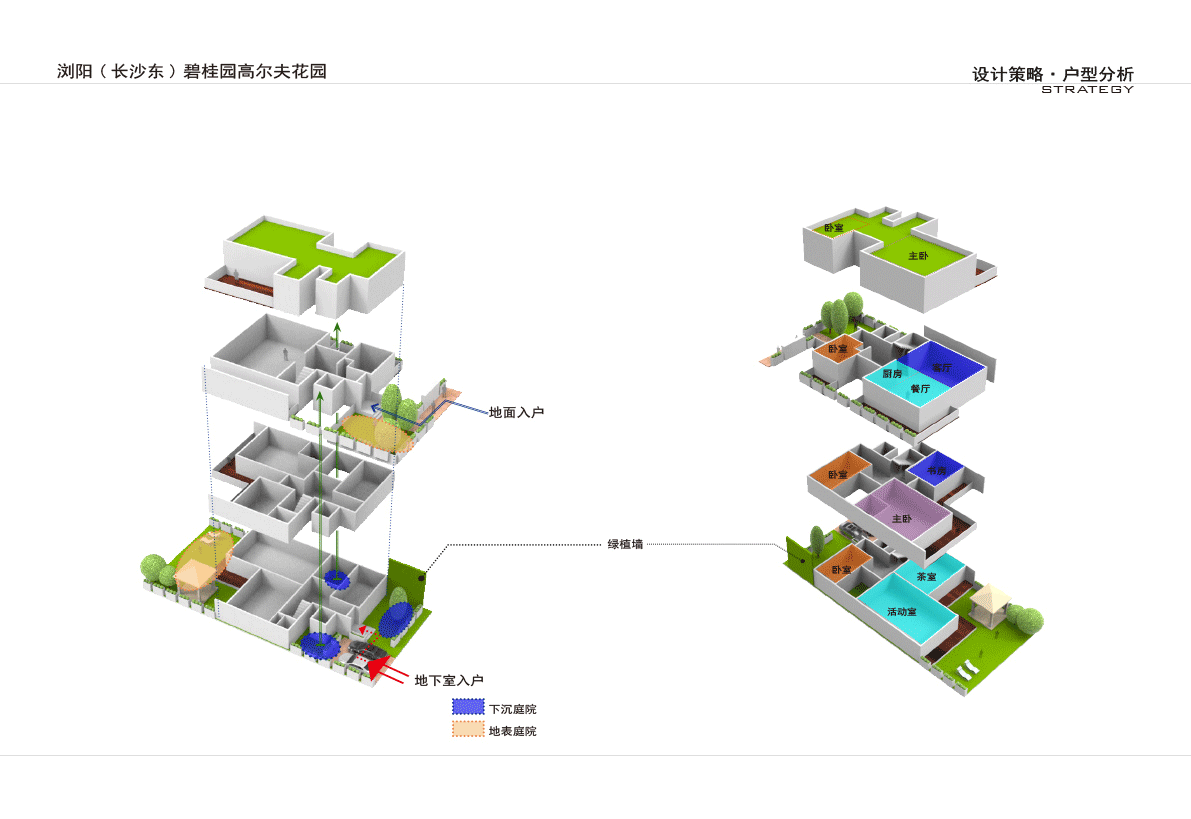 浏阳（长沙东）碧桂园高尔夫花园
设计策略·户型分析
STRATEGY
卧室
主卧
卧室
客厅
厨房
餐厅
地面入户
卧室
书房
主卧
绿植墙
卧室
茶室
活动室
地下室入户
下沉庭院
地表庭院